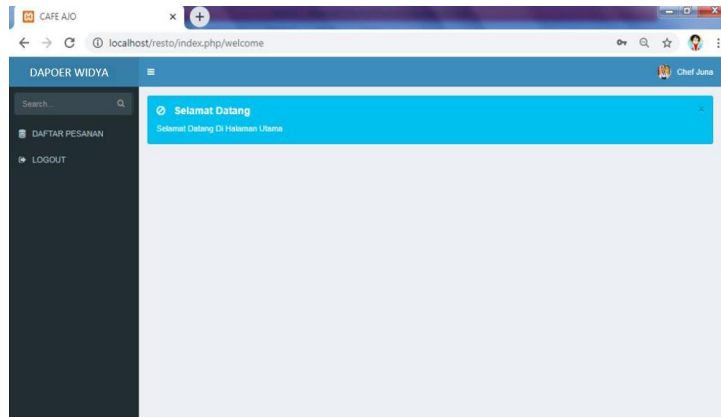 CAFE AJO
localhost/resto/index.php/welcome
DAPOER WIDYA
Chef Juna
Search...
Selamat Datang
Selamat Datang Di Halaman Utama
DAFTAR PESANAN
LOGOUT